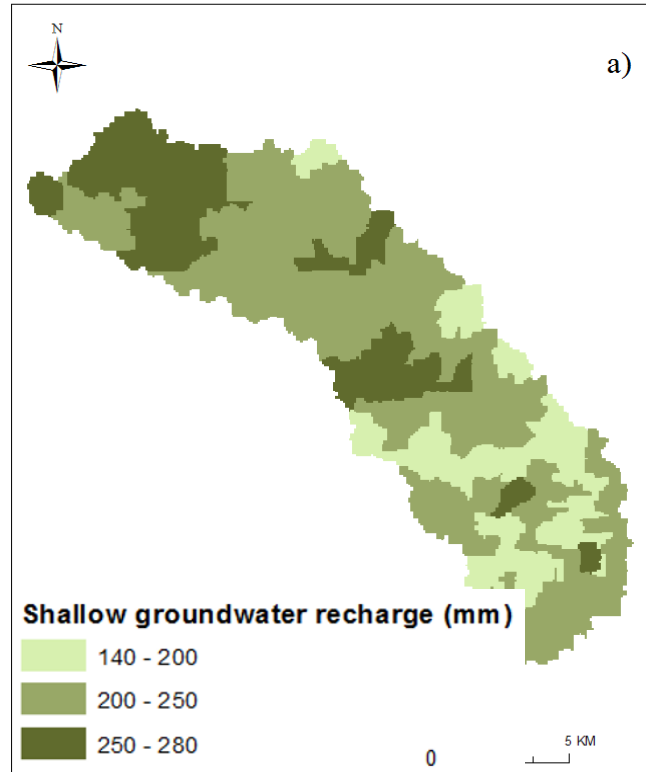 N
a)
Shallow groundwater recharge (mm)
140 - 200
200 - 250
250 - 280
0 5 KM